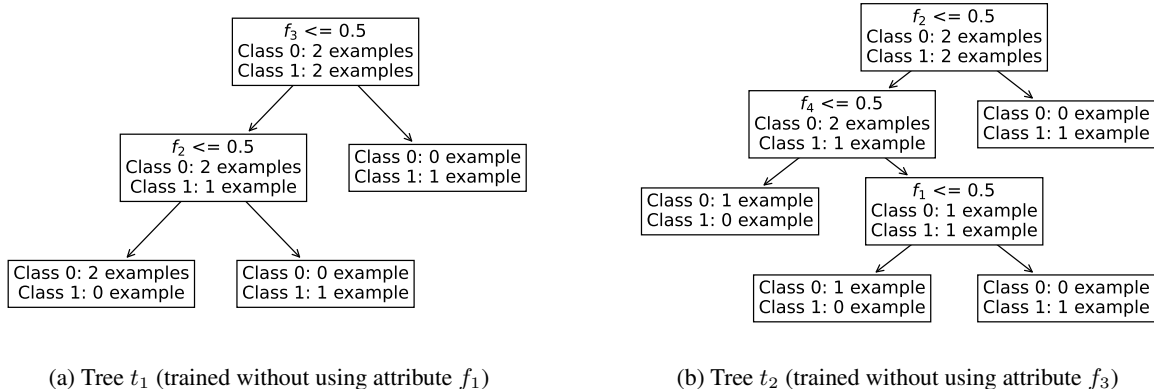 f₃ <= 0.5
Class 0: 2 examples
Class 1: 2 examples
f₂ <= 0.5
Class 0: 2 examples
Class 1: 1 example
Class 0: 0 example
Class 1: 1 example
Class 0: 2 examples
Class 1: 0 example
Class 0: 0 example
Class 1: 1 example
(a) Tree t₁ (trained without using attribute f₁)
f₂ <= 0.5
Class 0: 2 examples
Class 1: 2 examples
f₄ <= 0.5
Class 0: 2 examples
Class 1: 1 example
Class 0: 0 example
Class 1: 1 example
Class 0: 1 example
Class 1: 0 example
f₁ <= 0.5
Class 0: 1 example
Class 1: 1 example
Class 0: 1 example
Class 1: 0 example
Class 0: 0 example
Class 1: 1 example
(b) Tree t₂ (trained without using attribute f₃)